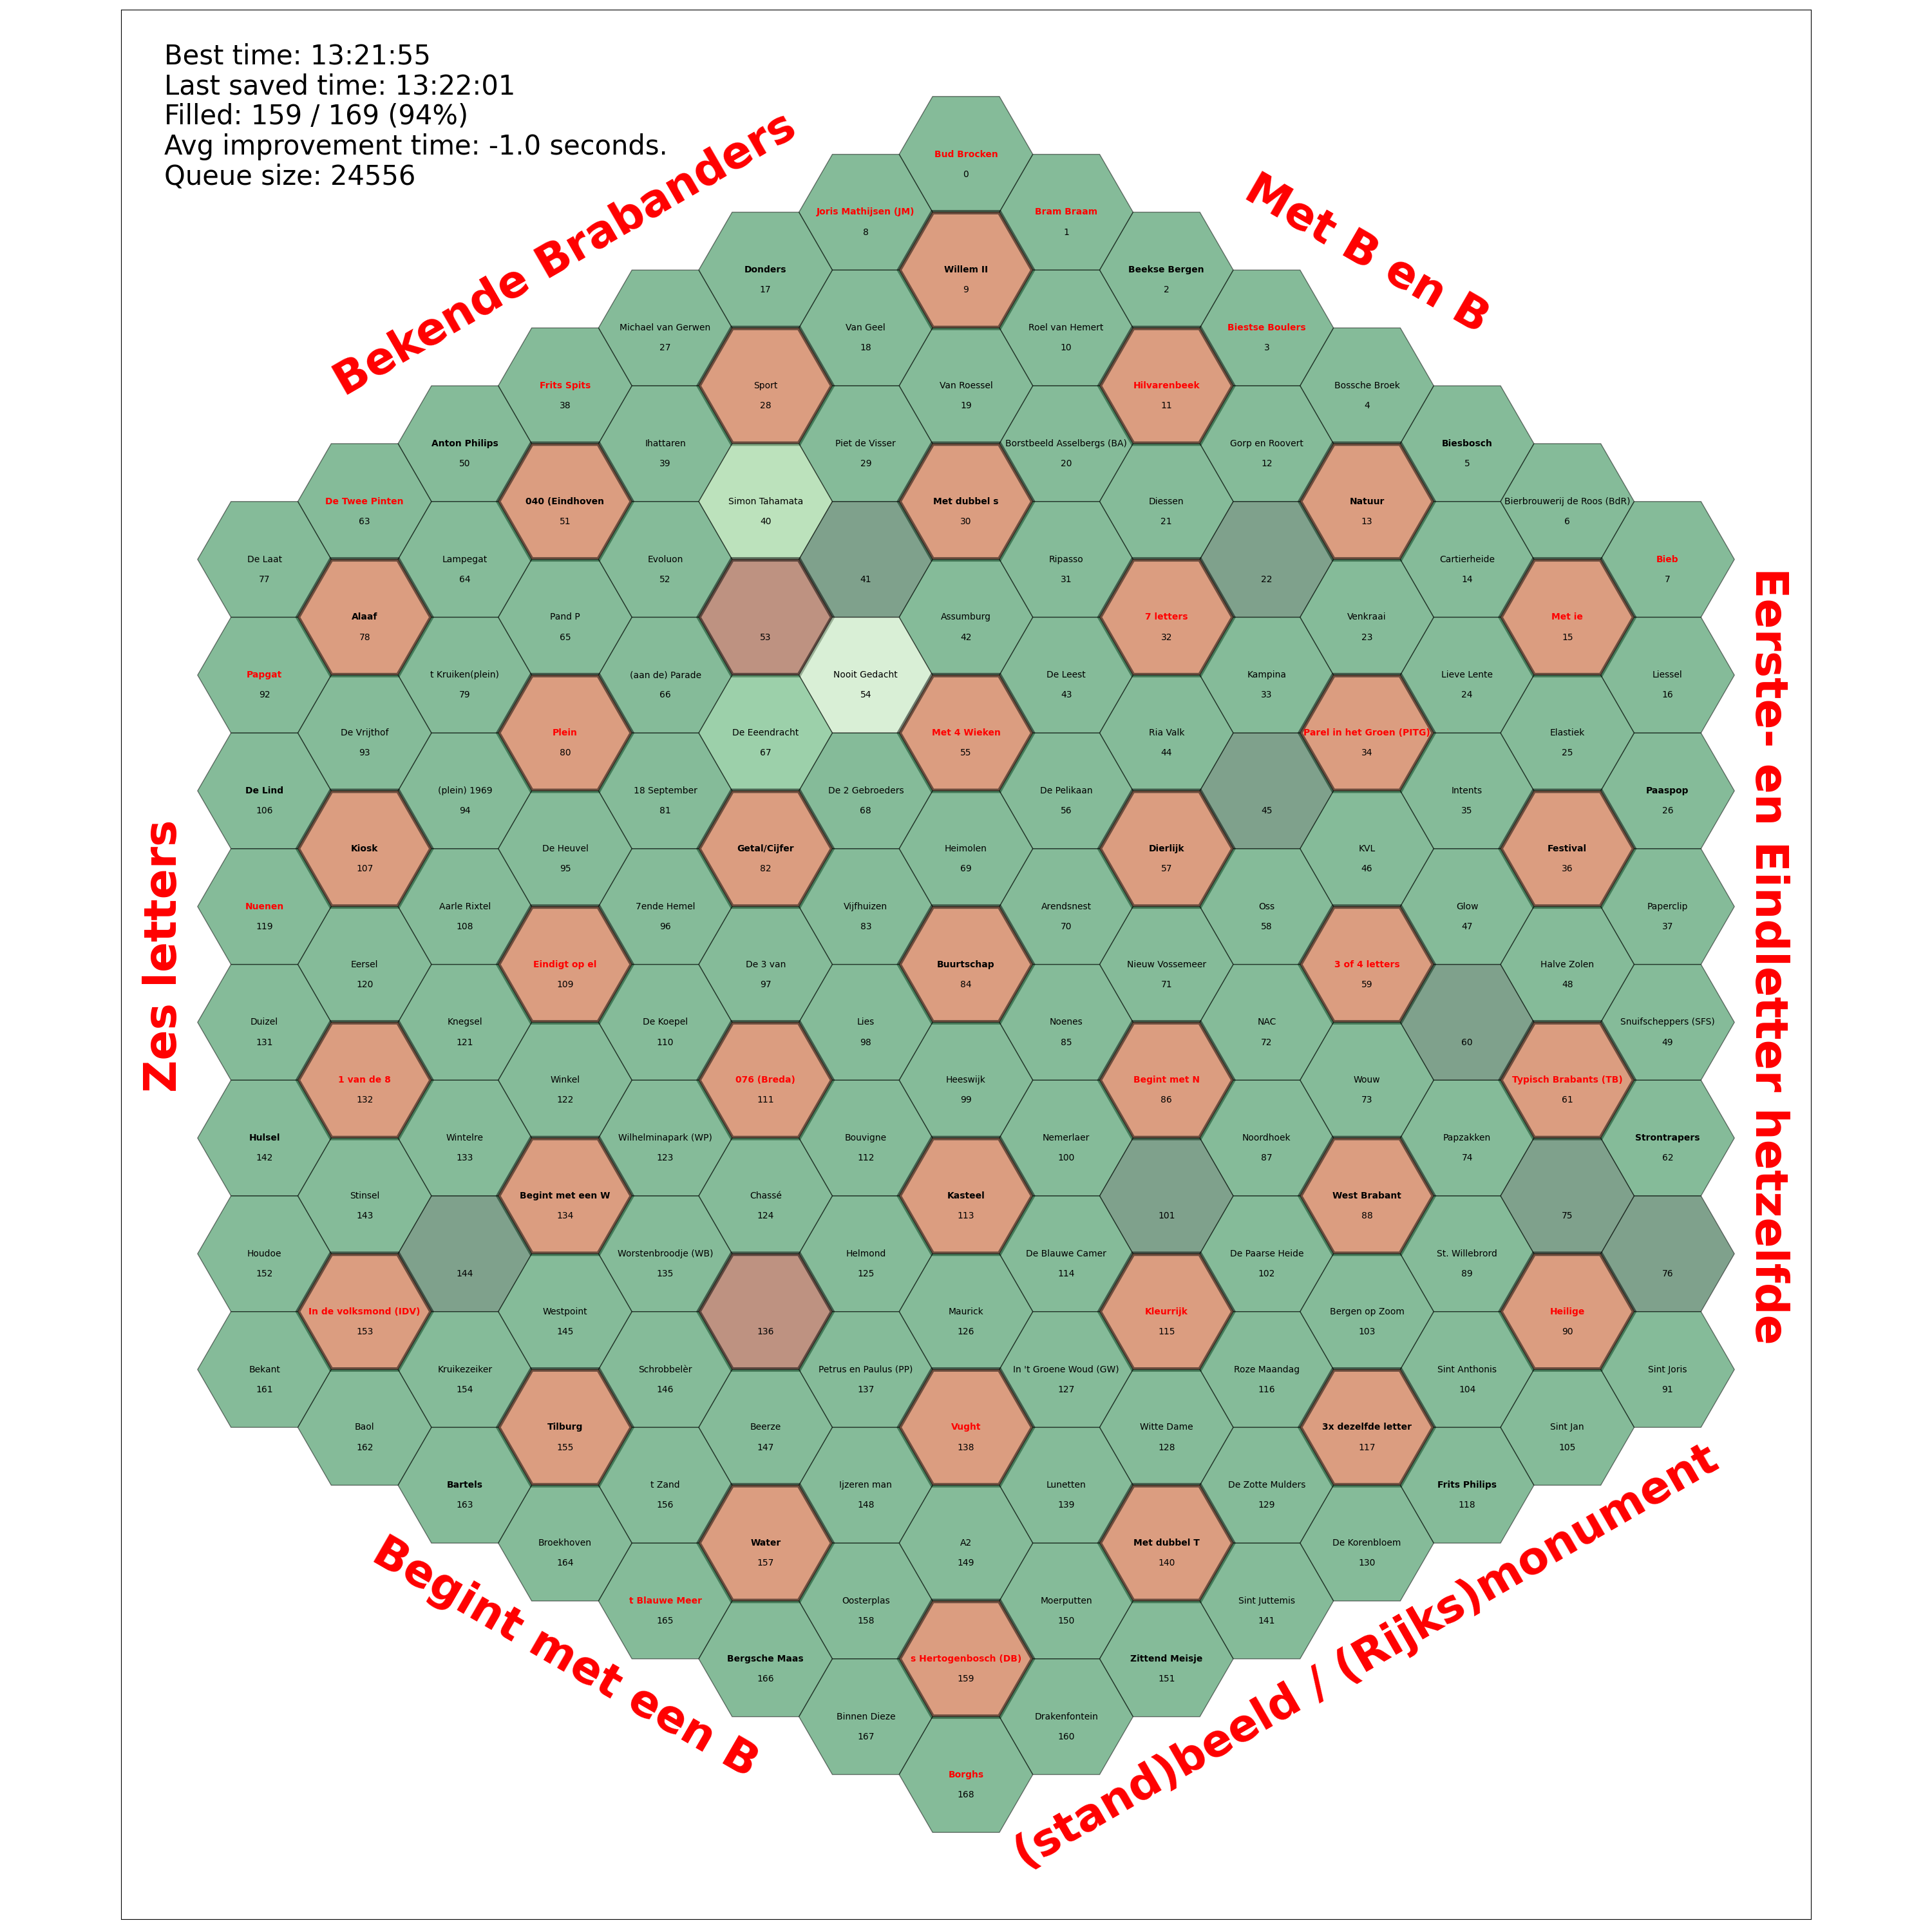 Best time: 13:21:55
Last saved time: 13:22:01
Filled: 159 / 169 (94%)
Avg improvement time: -1.0 seconds.
Queue size: 24556
Bekende Brabanders
Met B en B
Eerste- en Eindletter hetzelfde
(stand)beeld / (Rijks)monument
Begint met een B
Zes letters
Bud Brocken
0
Bram Braam
1
Beekse Bergen
2
Biestse Boulers
3
Bossche Broek
4
Biesbosch
5
Bierbrouwerij de Roos (BdR)
6
Bieb
7
Joris Mathijsen (JM)
8
Willem II
9
Roel van Hemert
10
Hilvarenbeek
11
Gorp en Roovert
12
Natuur
13
Cartierheide
14
Met ie
15
Liessel
16
Donders
17
Van Geel
18
Van Roessel
19
Borstbeeld Asselbergs (BA)
20
Diessen
21
22
Venkraai
23
Lieve Lente
24
Elastiek
25
Paaspop
26
Michael van Gerwen
27
Sport
28
Piet de Visser
29
Met dubbel s
30
Ripasso
31
7 letters
32
Kampina
33
Parel in het Groen (PITG)
34
Intents
35
Festival
36
Paperclip
37
Frits Spits
38
Ihattaren
39
Simon Tahamata
40
41
Assumburg
42
De Leest
43
Ria Valk
44
45
KVL
46
Glow
47
Halve Zolen
48
Snuifscheppers (SFS)
49
Anton Philips
50
040 (Eindhoven
51
Evoluon
52
53
Nooit Gedacht
54
Met 4 Wieken
55
De Pelikaan
56
Dierlijk
57
Oss
58
3 of 4 letters
59
60
Typisch Brabants (TB)
61
Strontrapers
62
De Twee Pinten
63
Lampegat
64
Pand P
65
(aan de) Parade
66
De Eeendracht
67
De 2 Gebroeders
68
Heimolen
69
Arendsnest
70
Nieuw Vossemeer
71
NAC
72
Wouw
73
Papzakken
74
75
76
De Laat
77
Alaaf
78
t Kruiken(plein)
79
Plein
80
18 September
81
Getal/Cijfer
82
Vijfhuizen
83
Buurtschap
84
Noenes
85
Begint met N
86
Noordhoek
87
West Brabant
88
St. Willebrord
89
Heilige
90
Sint Joris
91
Papgat
92
De Vrijthof
93
(plein) 1969
94
De Heuvel
95
7ende Hemel
96
De 3 van
97
Lies
98
Heeswijk
99
Nemerlaer
100
101
De Paarse Heide
102
Bergen op Zoom
103
Sint Anthonis
104
Sint Jan
105
De Lind
106
Kiosk
107
Aarle Rixtel
108
Eindigt op el
109
De Koepel
110
076 (Breda)
111
Bouvigne
112
Kasteel
113
De Blauwe Camer
114
Kleurrijk
115
Roze Maandag
116
3x dezelfde letter
117
Frits Philips
118
Nuenen
119
Eersel
120
Knegsel
121
Winkel
122
Wilhelminapark (WP)
123
Chassé
124
Helmond
125
Maurick
126
In 't Groene Woud (GW)
127
Witte Dame
128
De Zotte Mulders
129
De Korenbloem
130
Duizel
131
1 van de 8
132
Wintelre
133
Begint met een W
134
Worstenbroodje (WB)
135
136
Petrus en Paulus (PP)
137
Vught
138
Lunetten
139
Met dubbel T
140
Sint Juttemis
141
Hulsel
142
Stinsel
143
144
Westpoint
145
Schrobbelèr
146
Beerze
147
Ijzeren man
148
A2
149
Moerputten
150
Zittend Meisje
151
Houdoe
152
In de volksmond (IDV)
153
Kruikezeiker
154
Tilburg
155
t Zand
156
Water
157
Oosterplas
158
s Hertogenbosch (DB)
159
Drakenfontein
160
Bekant
161
Baol
162
Bartels
163
Broekhoven
164
t Blauwe Meer
165
Bergsche Maas
166
Binnen Dieze
167
Borghs
168